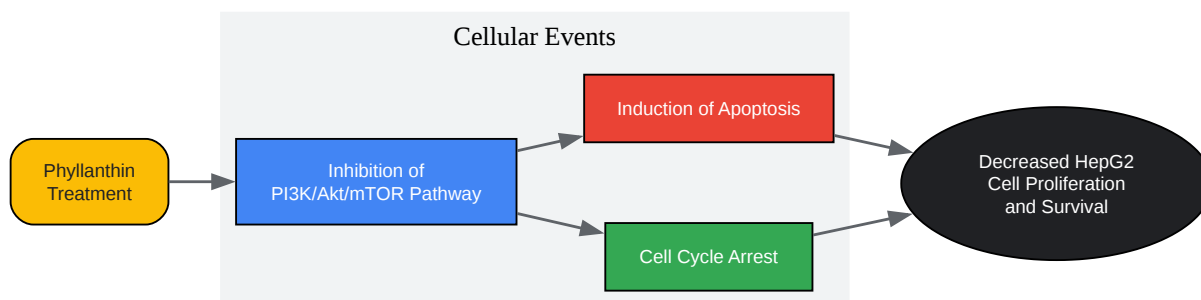 Cellular Events
Phyllanthin
Treatment
Inhibition of
PI3K/Akt/mTOR Pathway
Induction of Apoptosis
Cell Cycle Arrest
Decreased HepG2
Cell Proliferation
and Survival